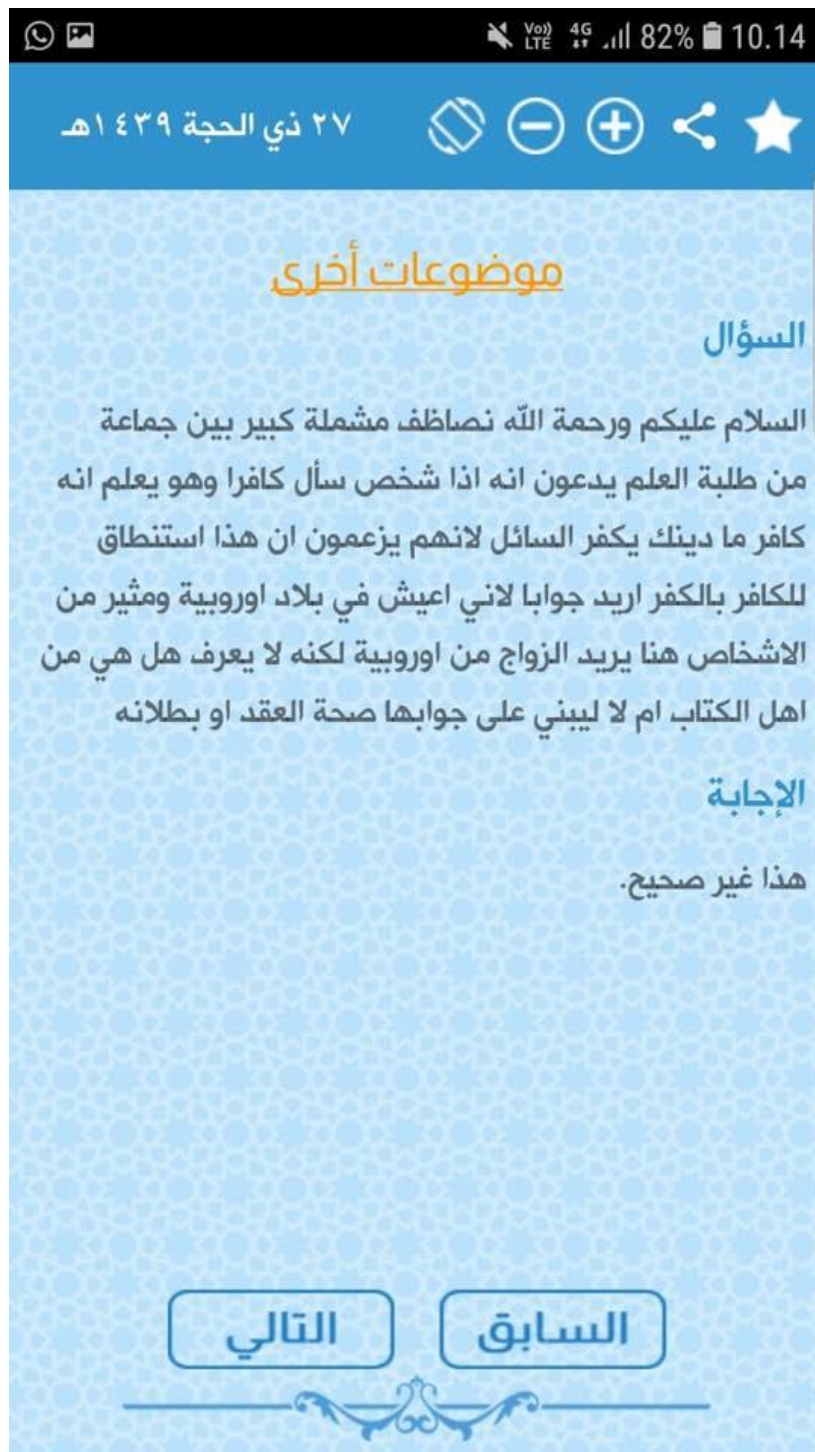 Vo)) LTE 4G 82% 10.14
٢٧ ذي الحجة ١٤٣٩هـ
موضوعات أخرى
السؤال
السلام عليكم ورحمة الله نصاظف مشملة كبير بين جماعة
من طلبة العلم يدعون انه اذا شخص سأل كافرا وهو يعلم انه
كافر ما دينك يكفر السائل لانهم يزعمون ان هذا استنطاق
للكافر بالكفر اريد جوابا لاني اعيش في بلاد اوروبية ومثير من
الاشخاص هنا يريد الزواج من اوروبية لكنه لا يعرف هل هي من
اهل الكتاب ام لا ليبني على جوابها صحة العقد او بطلانه
الإجابة
هذا غير صحيح.
السابق
التالي